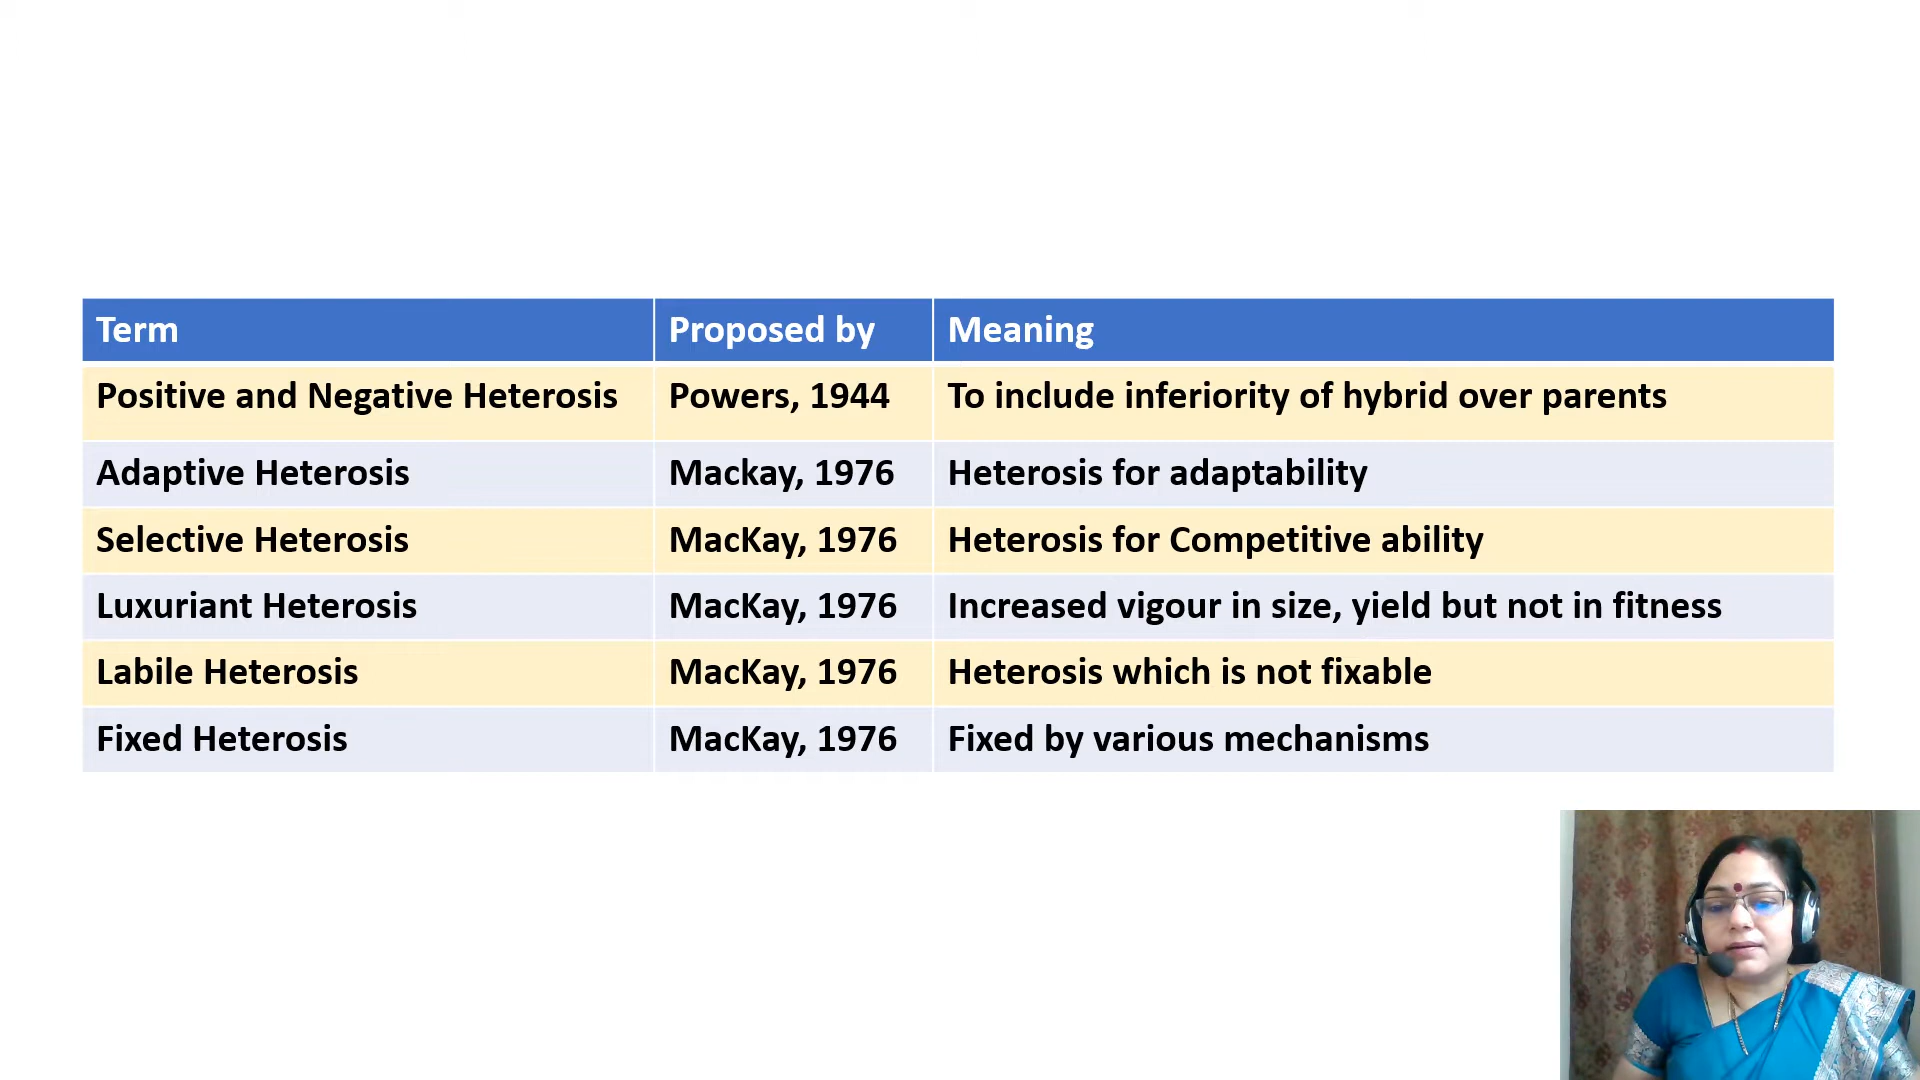 Term Proposed by Meaning
Positive and Negative Heterosis Powers, 1944 To include inferiority of hybrid over parents
Adaptive Heterosis Mackay, 1976 Heterosis for adaptability
Selective Heterosis MacKay, 1976 Heterosis for Competitive ability
Luxuriant Heterosis MacKay, 1976 Increased vigour in size, yield but not in fitness
Labile Heterosis MacKay, 1976 Heterosis which is not fixable
Fixed Heterosis MacKay, 1976 Fixed by various mechanisms